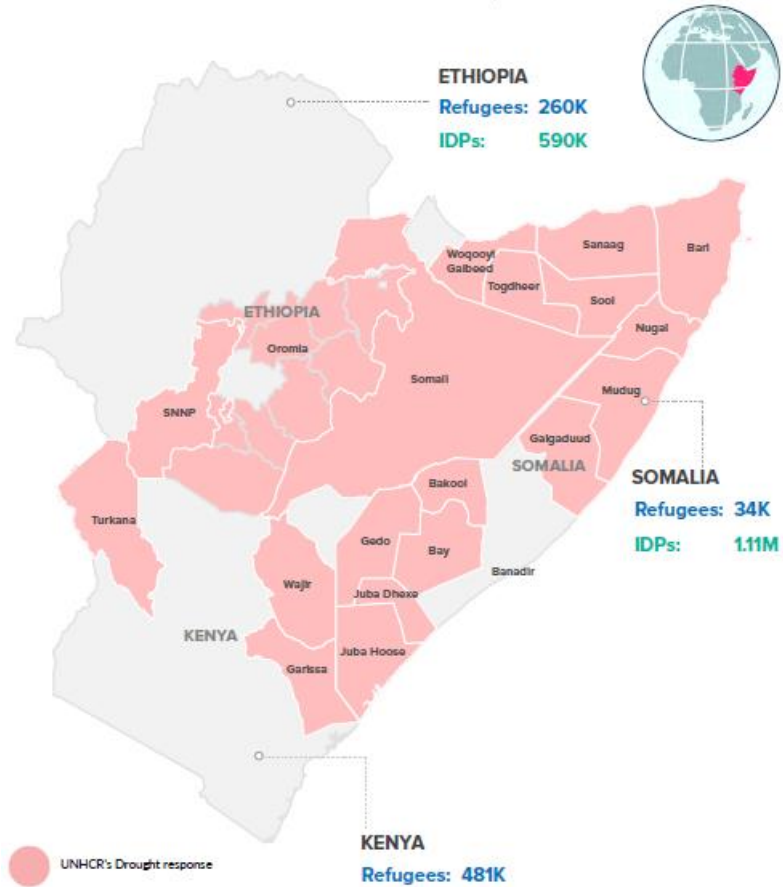 ETHIOPIA
Refugees: 260K
IDPs: 590K
Woqooyi
Galbeed
Togdheer
Sanaag
Bari
Sool
Nugal
ETHIOPIA
Oromia
Somali
Mudug
SNNP
Galgaduud
SOMALIA
SOMALIA
Refugees: 34K
IDPs: 1.11M
Bakool
Turkana
Gedo
Bay
Banadir
Wajir
Juba Dhexe
KENYA
Garissa
Juba Hoose
KENYA
Refugees: 481K
UNHCR's Drought response